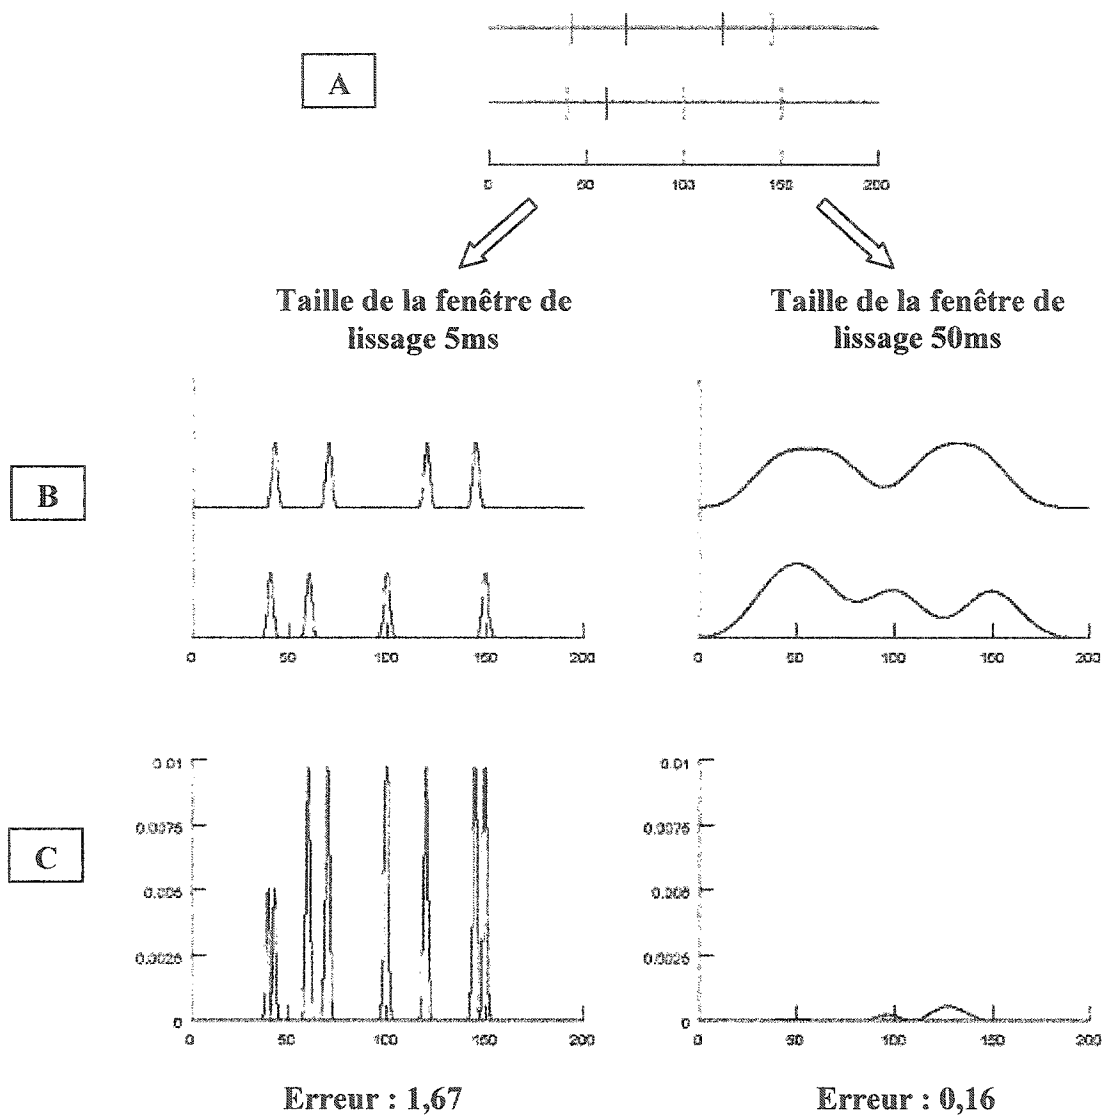 A
0 50 100 150 200
Taille de la fenêtre de
lissage 5ms
Taille de la fenêtre de
lissage 50ms
B
0 50 100 150 200
0 50 100 150 200
C
0.01
0.0075
0.005
0.0025
0
0 50 100 150 200
0.01
0.0075
0.005
0.0025
0
0 50 100 150 200
Erreur : 1,67
Erreur : 0,16